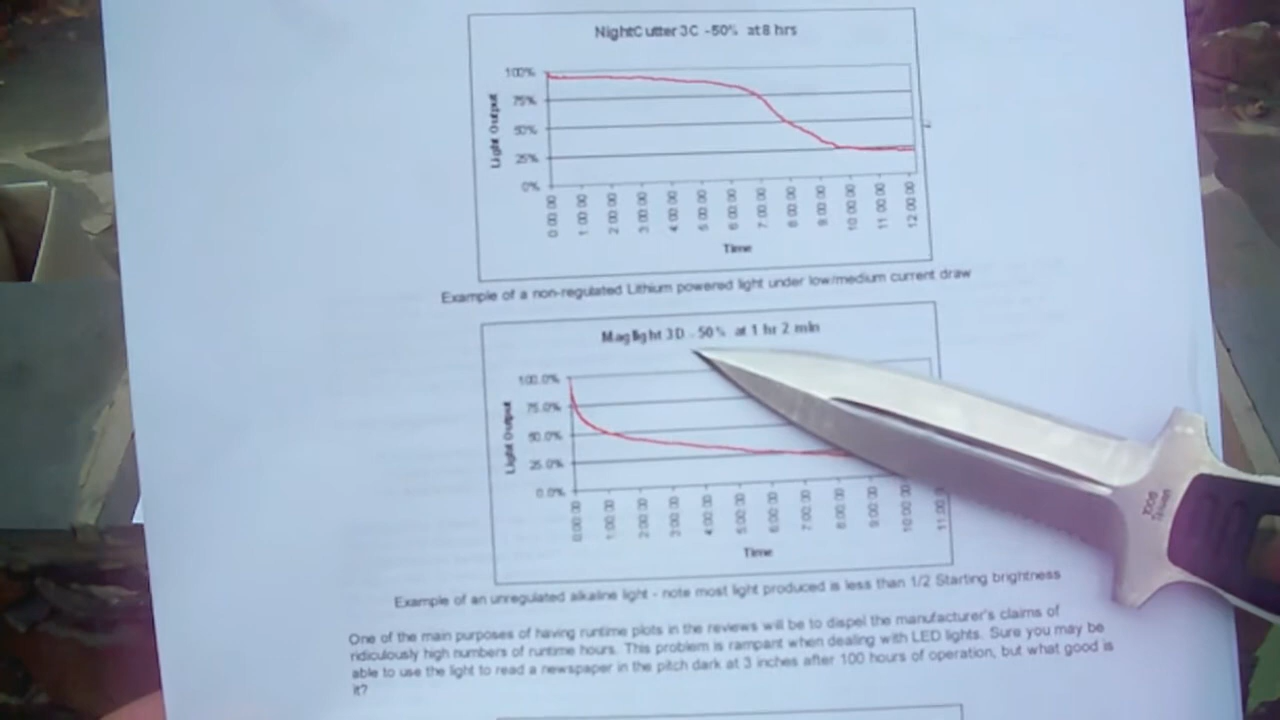 NightCutter 3C - 50% at 8 hrs
100%
75%
50%
25%
0%
Light Output
0:00:00 1:00:00 2:00:00 3:00:00 4:00:00 5:00:00 6:00:00 7:00:00 8:00:00 9:00:00 10:00:00 11:00:00 12:00:00
Time
Example of a non-regulated Lithium powered light under low/medium current draw
Maglight 3D - 50% at 1 hr 2 min
100.0%
75.0%
50.0%
25.0%
0.0%
Light Output
0:00:00 1:00:00 2:00:00 3:00:00 4:00:00 5:00:00 6:00:00 7:00:00 8:00:00 9:00:00 10:00:00
Time
Example of an unregulated alkaline light - note most light produced is less than 1/2 Starting brightness
One of the main purposes of having runtime plots in the reviews will be to dispel the manufacturer's claims of
ridiculously high numbers of runtime hours. This problem is rampant when dealing with LED lights. Sure you may be
able to use the light to read a newspaper in the pitch dark at 3 inches after 100 hours of operation, but what good is
it?